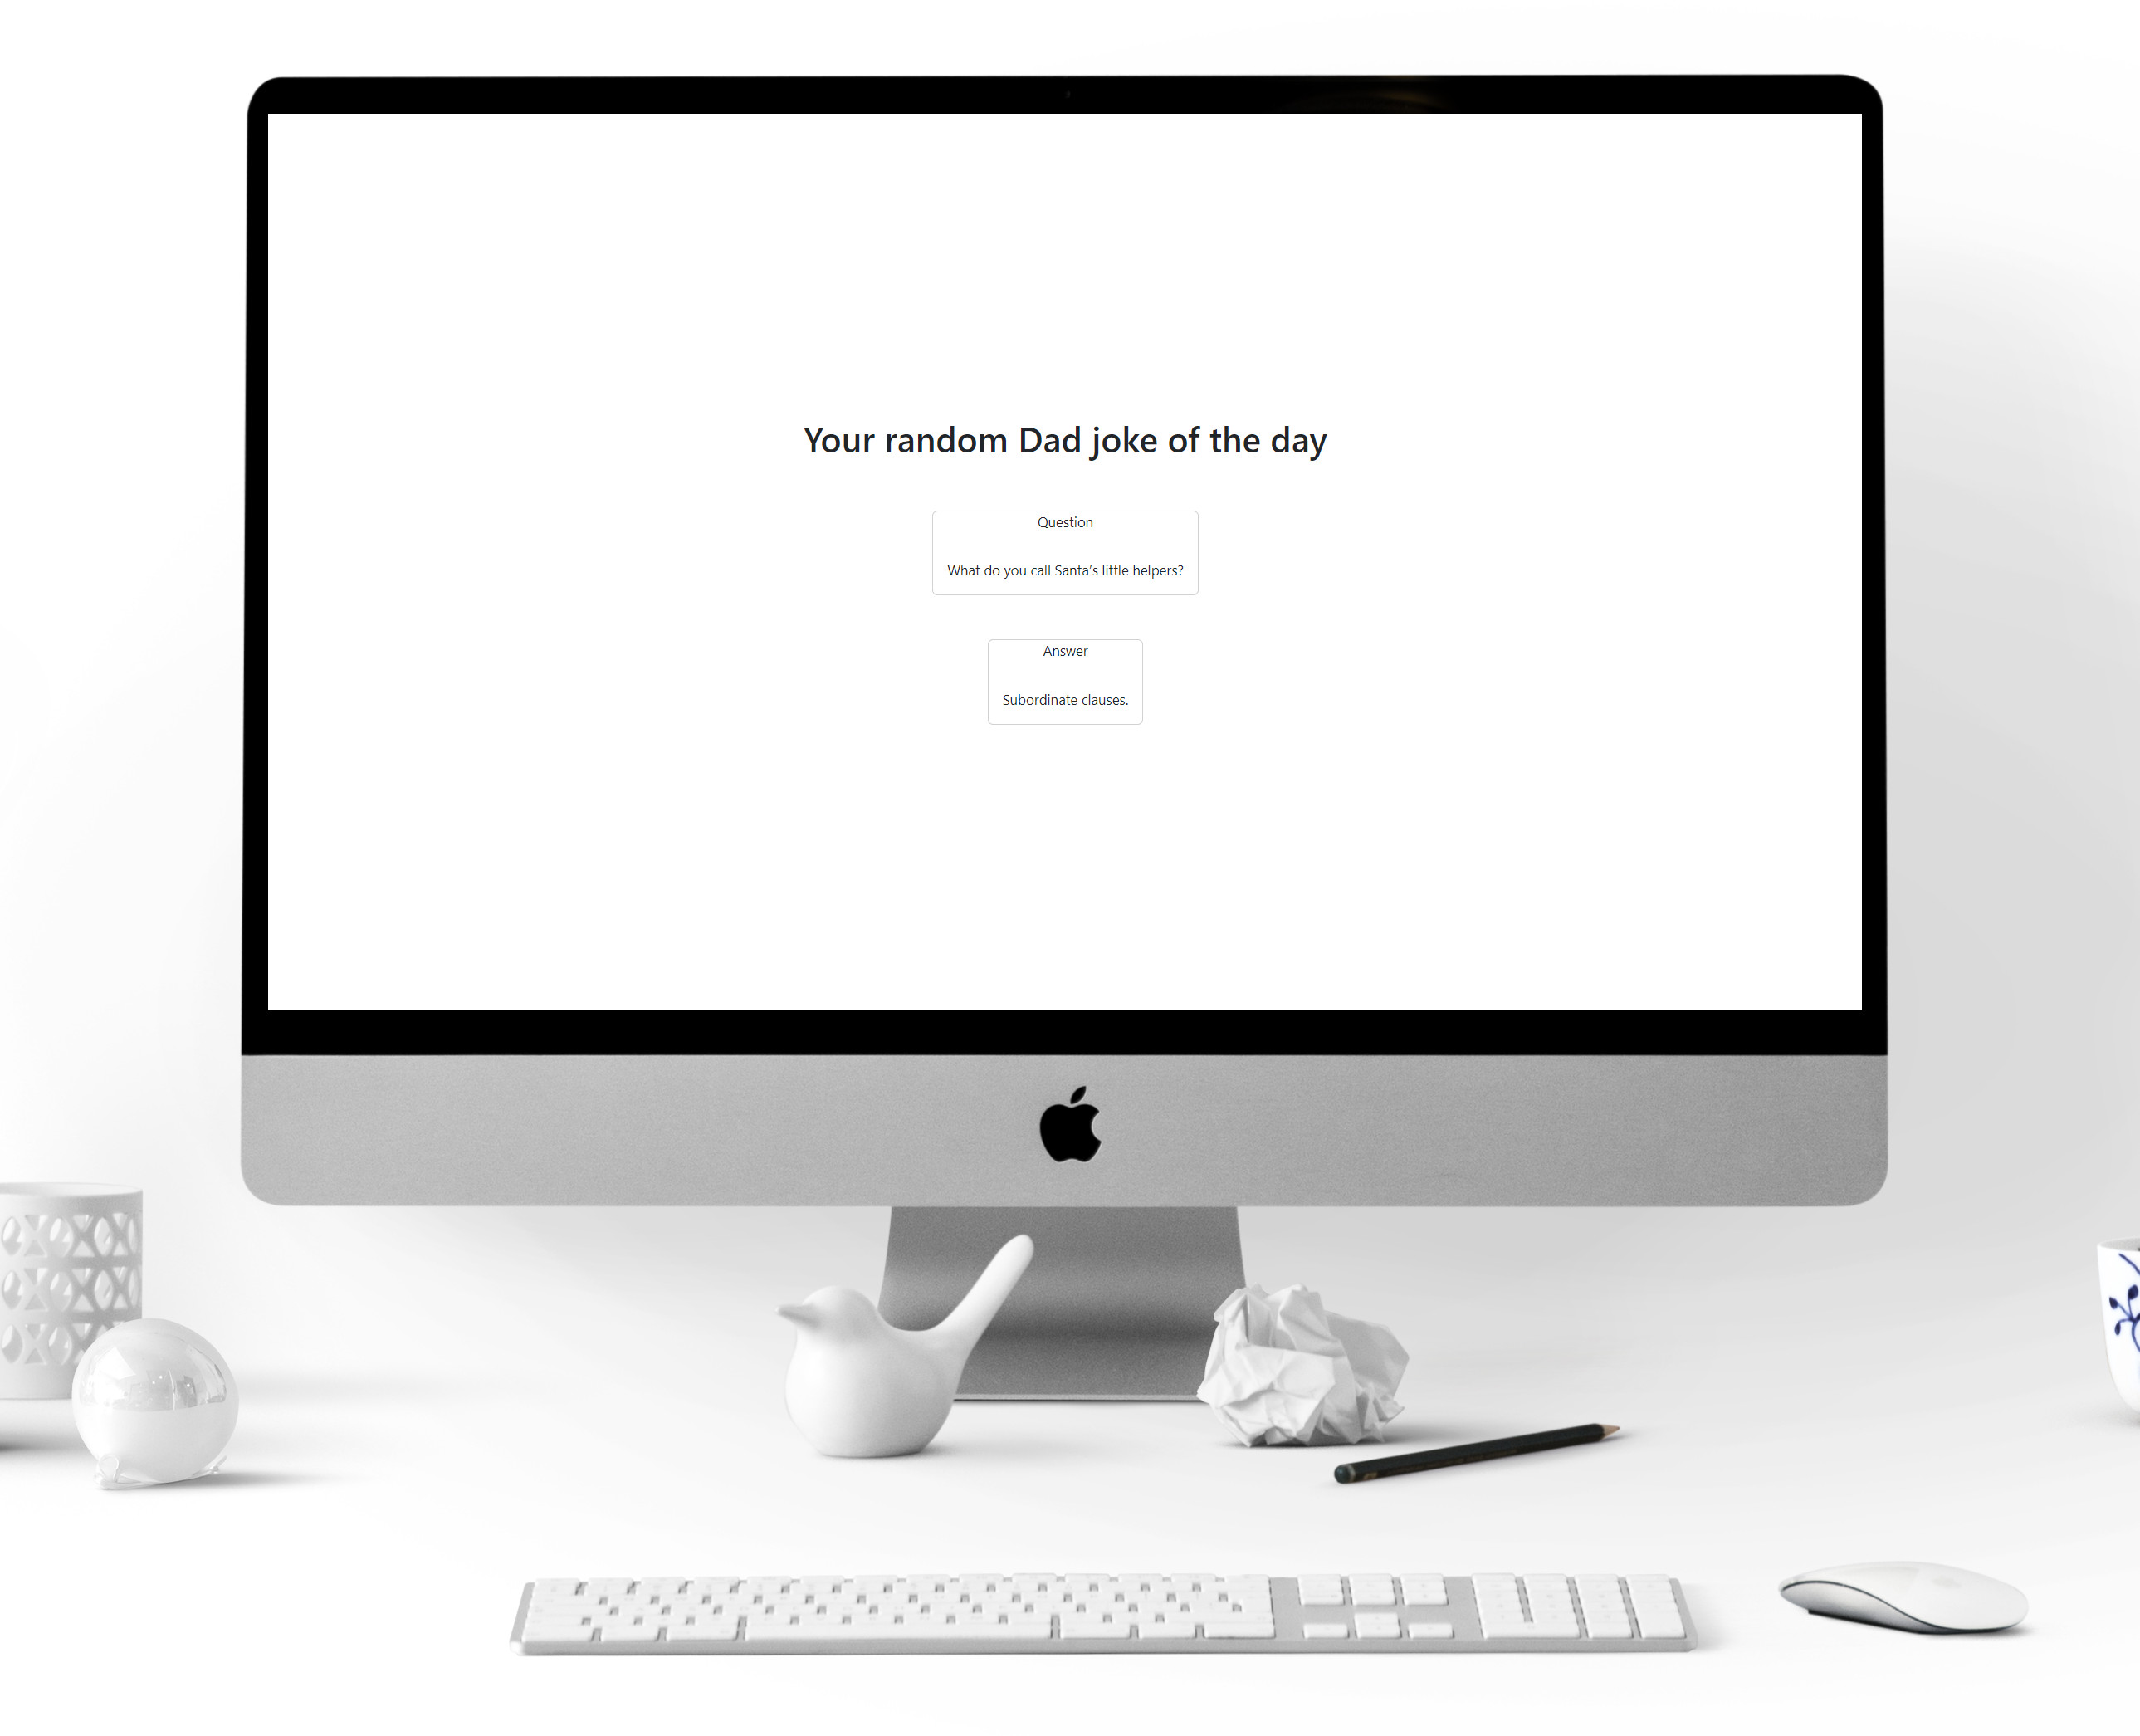 Your random Dad joke of the day
Question
What do you call Santa's little helpers?
Answer
Subordinate clauses.